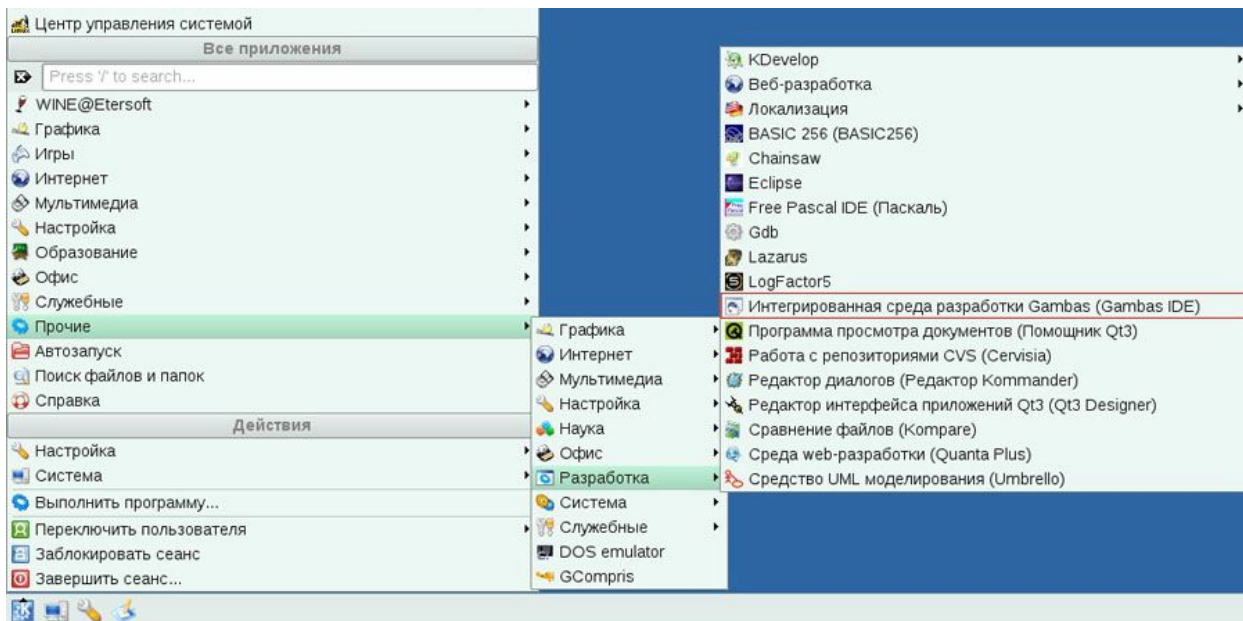 Центр управления системой
Все приложения
Press '/' to search...
WINE@Etersoft
Графика
Игры
Интернет
Мультимедиа
Настройка
Образование
Офис
Служебные
Прочие
Автозапуск
Поиск файлов и папок
Справка
Действия
Настройка
Система
Выполнить программу...
Переключить пользователя
Заблокировать сеанс
Завершить сеанс...
Графика
Интернет
Мультимедиа
Настройка
Наука
Офис
Разработка
Система
Служебные
DOS emulator
GCompris
KDevelop
Веб-разработка
Локализация
BASIC 256 (BASIC256)
Chainsaw
Eclipse
Free Pascal IDE (Паскаль)
Gdb
Lazarus
LogFactor5
Интегрированная среда разработки Gambas (Gambas IDE)
Программа просмотра документов (Помощник Qt3)
Работа с репозиториями CVS (Cervisia)
Редактор диалогов (Редактор Kommander)
Редактор интерфейса приложений Qt3 (Qt3 Designer)
Сравнение файлов (Kompare)
Среда web-разработки (Quanta Plus)
Средство UML моделирования (Umbrello)